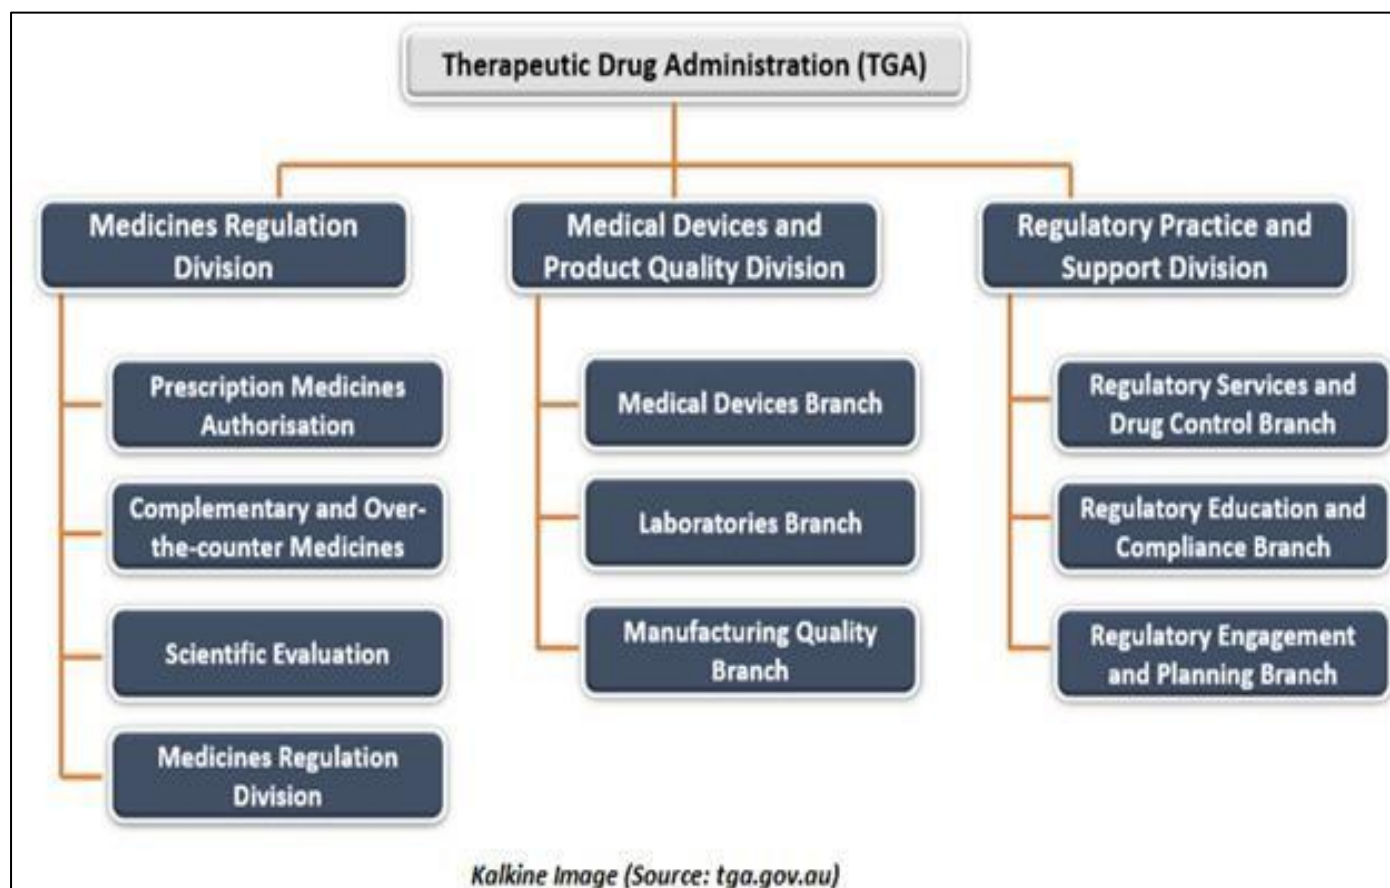 Therapeutic Drug Administration (TGA)
Medicines Regulation
Division
Prescription Medicines
Authorisation
Complementary and Over-
the-counter Medicines
Scientific Evaluation
Medicines Regulation
Division
Medical Devices and
Product Quality Division
Medical Devices Branch
Laboratories Branch
Manufacturing Quality
Branch
Regulatory Practice and
Support Division
Regulatory Services and
Drug Control Branch
Regulatory Education and
Compliance Branch
Regulatory Engagement
and Planning Branch
Kalkine Image (Source: tga.gov.au)